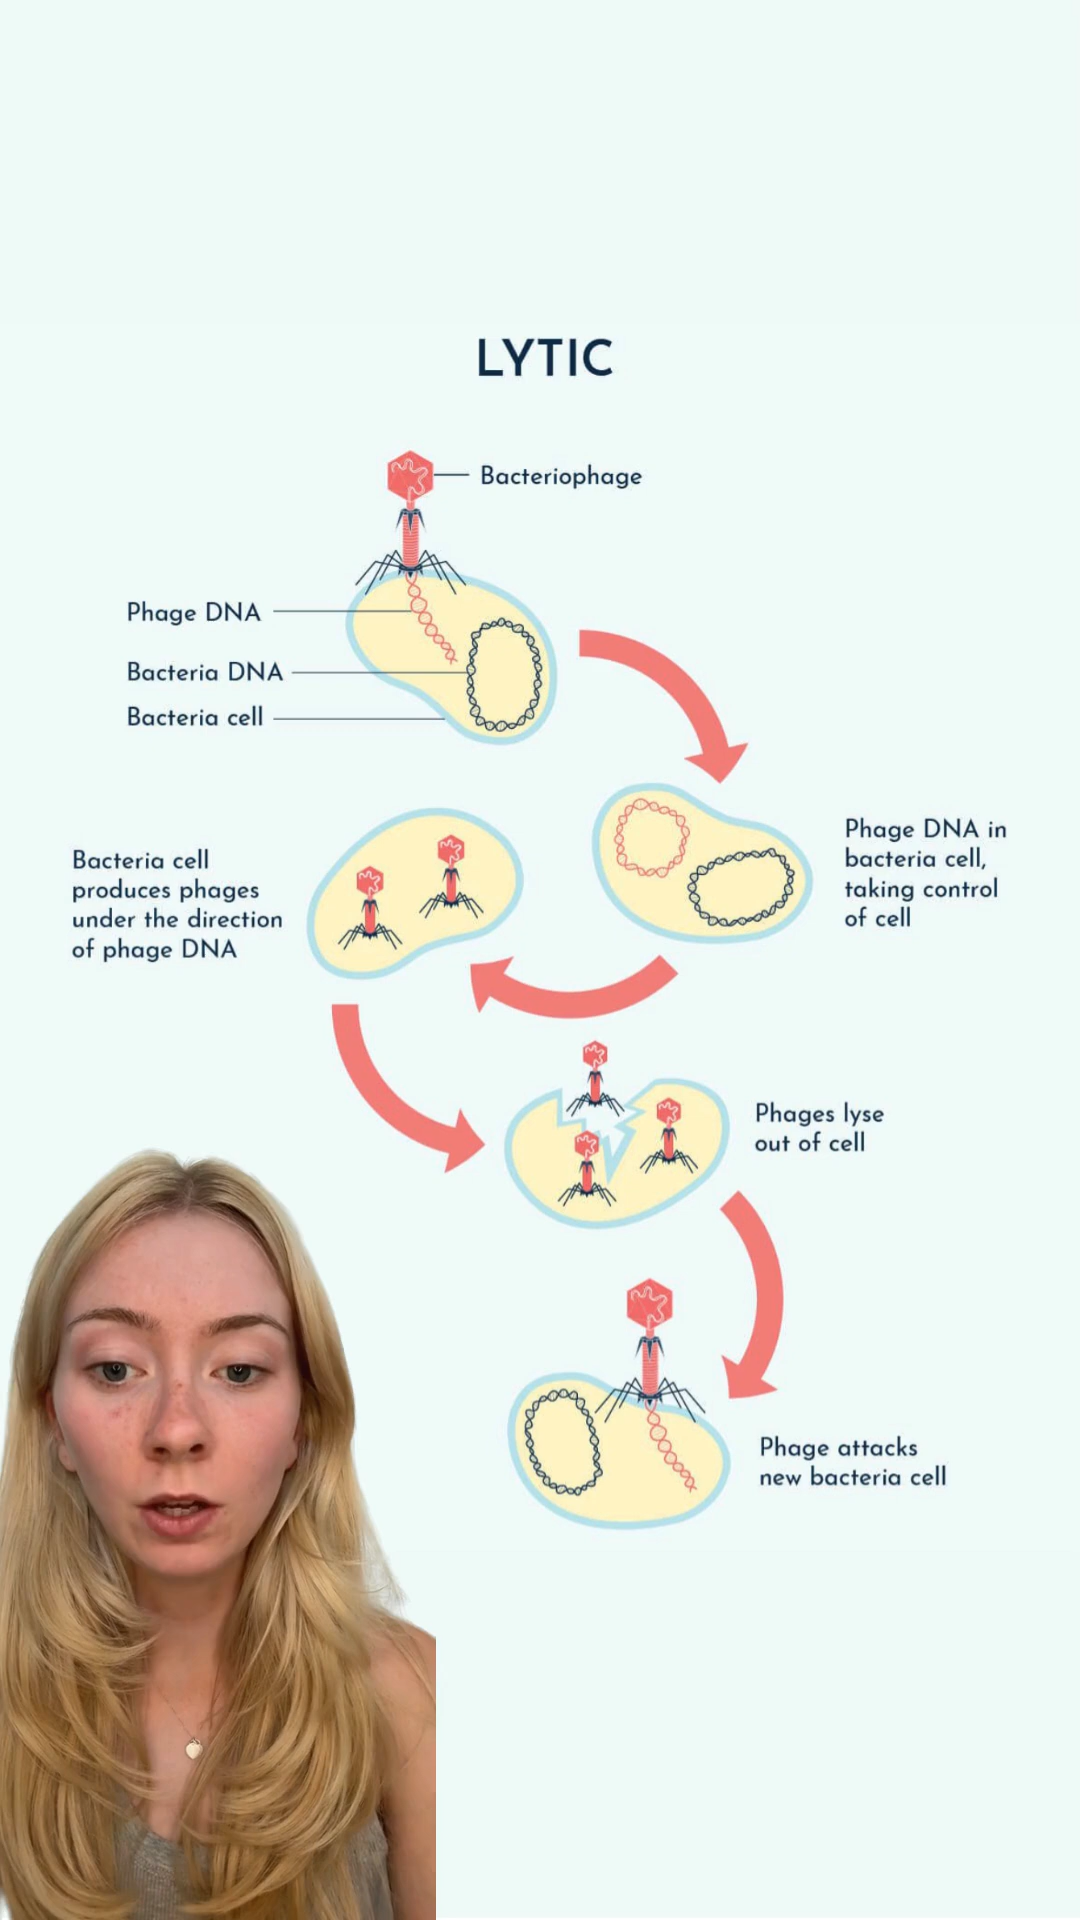 LYTIC
Bacteriophage
Phage DNA
Bacteria DNA
Bacteria cell
Phage DNA in
bacteria cell,
taking control
of cell
Bacteria cell
produces phages
under the direction
of phage DNA
Phages lyse
out of cell
Phage attacks
new bacteria cell